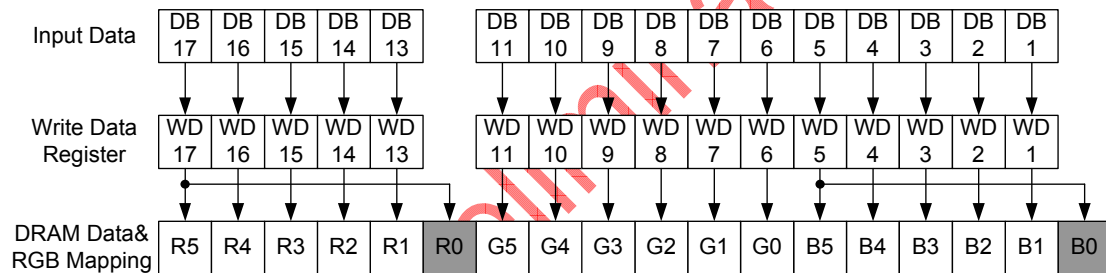 Input Data DB 17 DB 16 DB 15 DB 14 DB 13 DB 11 DB 10 DB 9 DB 8 DB 7 DB 6 DB 5 DB 4 DB 3 DB 2 DB 1
Write Data Register WD 17 WD 16 WD 15 WD 14 WD 13 WD 11 WD 10 WD 9 WD 8 WD 7 WD 6 WD 5 WD 4 WD 3 WD 2 WD 1
DRAM Data& RGB Mapping R5 R4 R3 R2 R1 R0 G5 G4 G3 G2 G1 G0 B5 B4 B3 B2 B1 B0